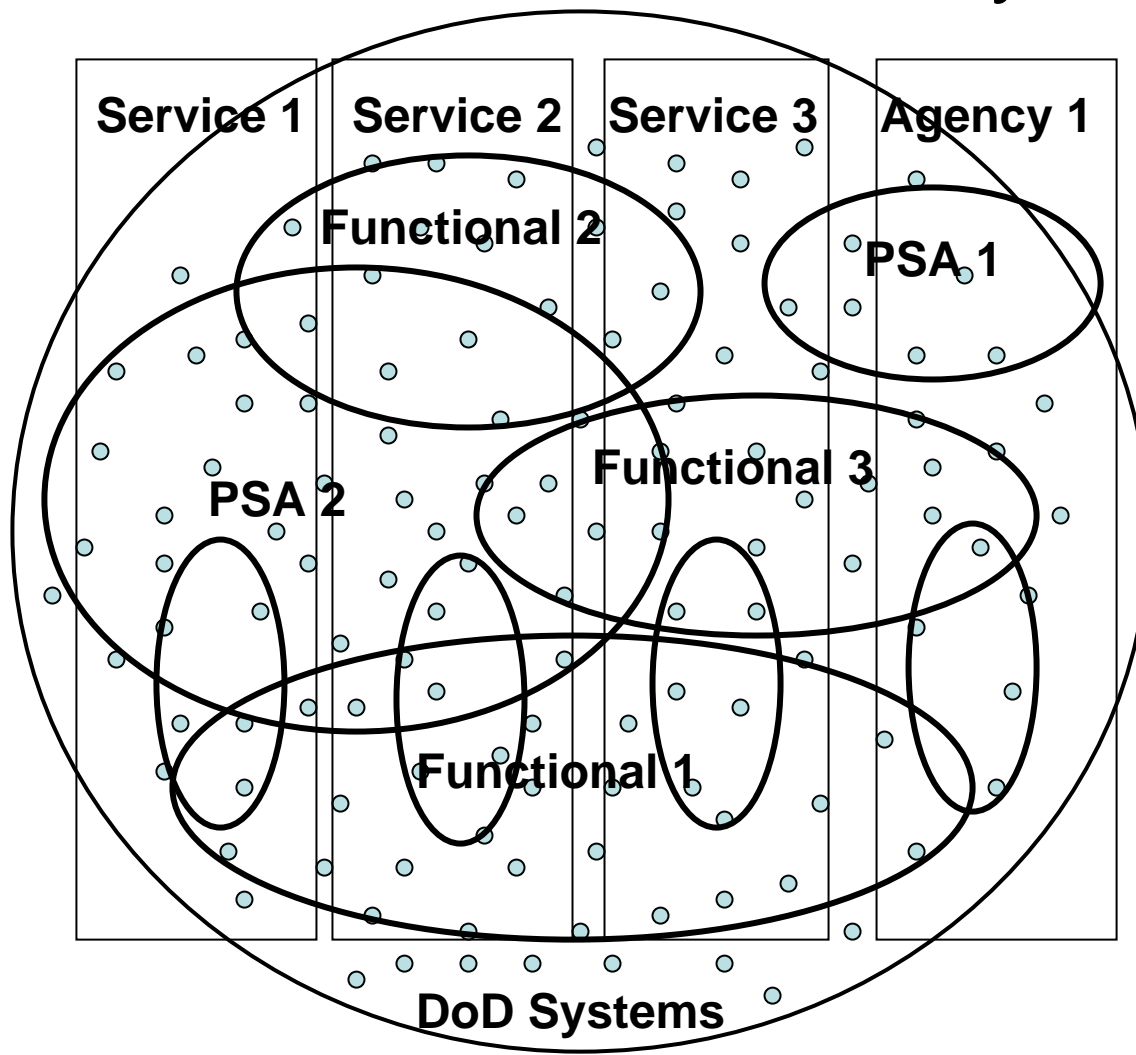 Service 1 Service 2 Service 3 Agency 1
Functional 2
PSA 1
Functional 3
PSA 2
Functional 1
DoD Systems